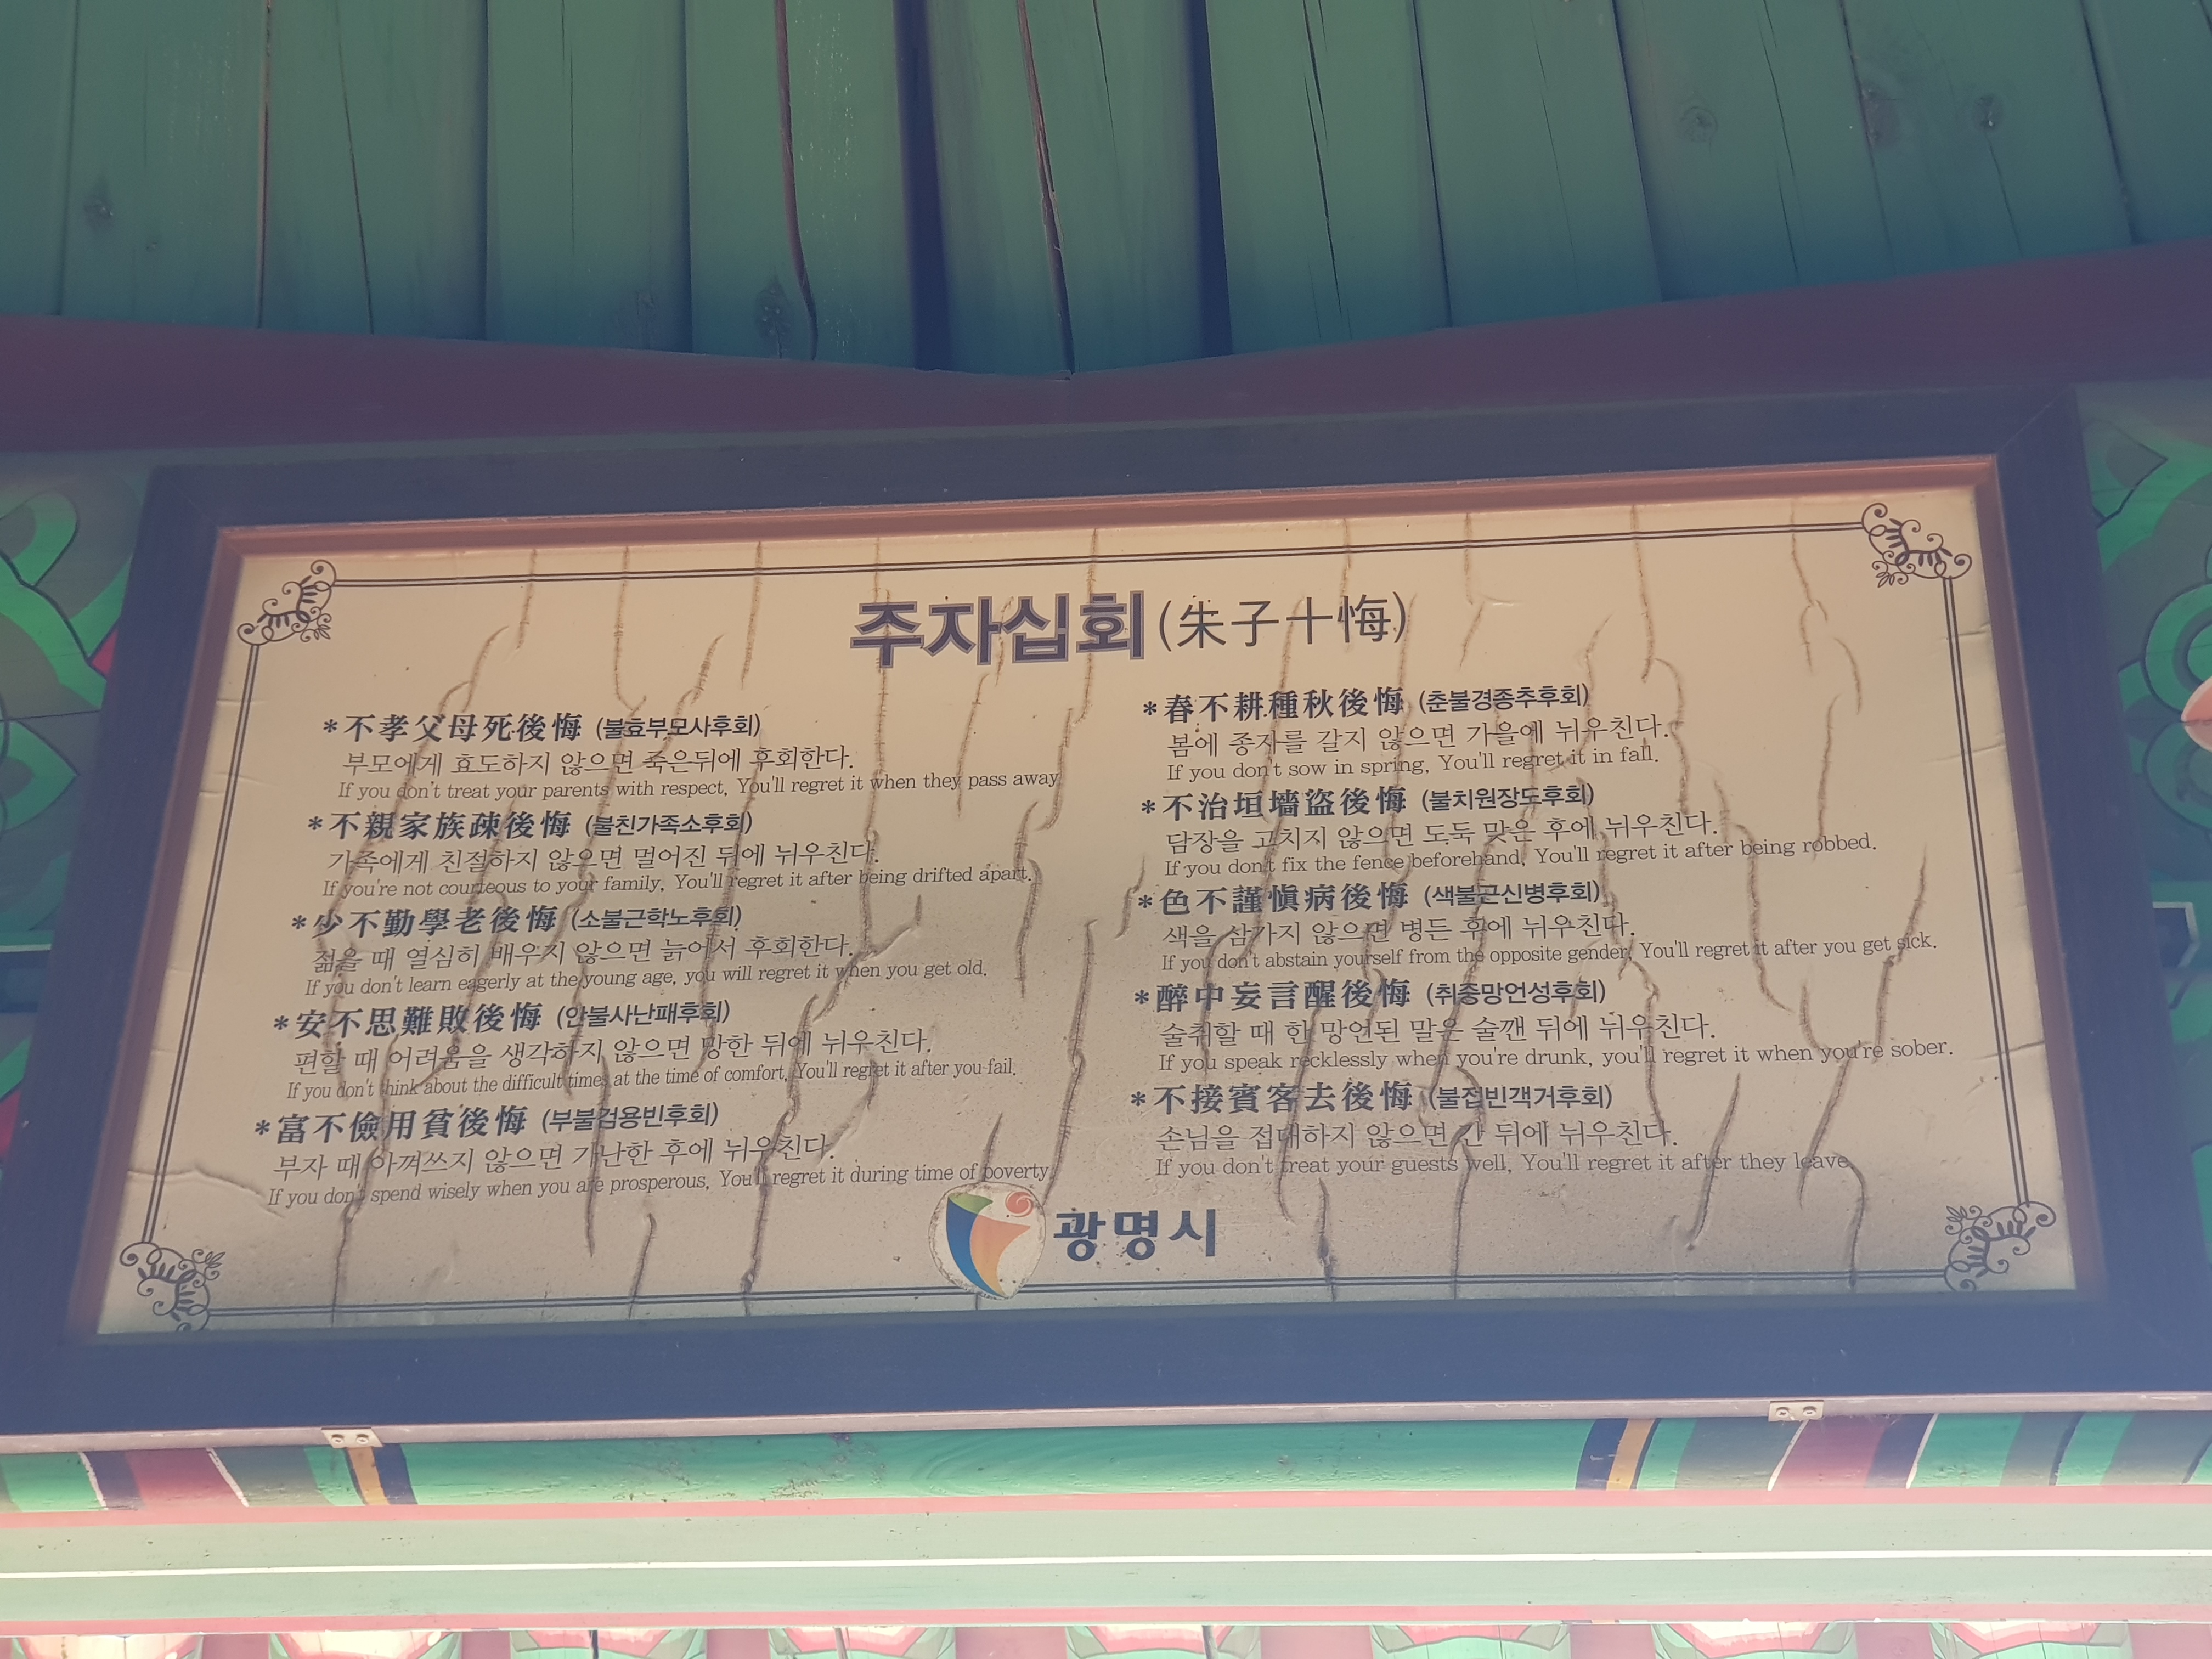 주자십회(朱子十悔)
*不孝父母死後悔 (불효부모사후회)
부모에게 효도하지 않으면 죽은뒤에 후회한다.
If you don't treat your parents with respect, You'll regret it when they pass away
*不親家族疎後悔 (불친가족소후회)
가족에게 친절하지 않으면 멀어진 뒤에 뉘우친다.
If you're not courteous to your family, You'll regret it after being drifted apart.
*少不勤學老後悔 (소불근학노후회)
젊을 때 열심히 배우지 않으면 늙어서 후회한다.
If you don't learn eagerly at the young age, you will regret it when you get old.
*安不思難敗後悔 (안불사난패후회)
편할 때 어려움을 생각하지 않으면 망한 뒤에 뉘우친다.
If you don't think about the difficult times at the time of comfort, You'll regret it after you fail.
*富不儉用貧後悔 (부불검용빈후회)
부자 때 아껴쓰지 않으면 가난한 후에 뉘우친다.
If you don't spend wisely when you are prosperous, You'll regret it during time of poverty.
*春不耕種秋後悔 (춘불경종추후회)
봄에 종자를 갈지 않으면 가을에 뉘우친다.
If you don't sow in spring, You'll regret it in fall.
*不治垣墻盜後悔 (불치원장도후회)
담장을 고치지 않으면 도둑 맞은 후에 뉘우친다.
If you don't fix the fence beforehand, You'll regret it after being robbed.
*色不謹愼病後悔 (색불근신병후회)
색을 삼가지 않으면 병든 후에 뉘우친다.
If you don't abstain yourself from the opposite gender, You'll regret it after you get sick.
*醉中妄言醒後悔 (취중망언성후회)
술취할 때 한 망언된 말은 술깬 뒤에 뉘우친다.
If you speak recklessly when you're drunk, you'll regret it when you're sober.
*不接賓客去後悔 (불접빈객거후회)
손님을 접대하지 않으면 간 뒤에 뉘우친다.
If you don't treat your guests well, You'll regret it after they leave
광명시